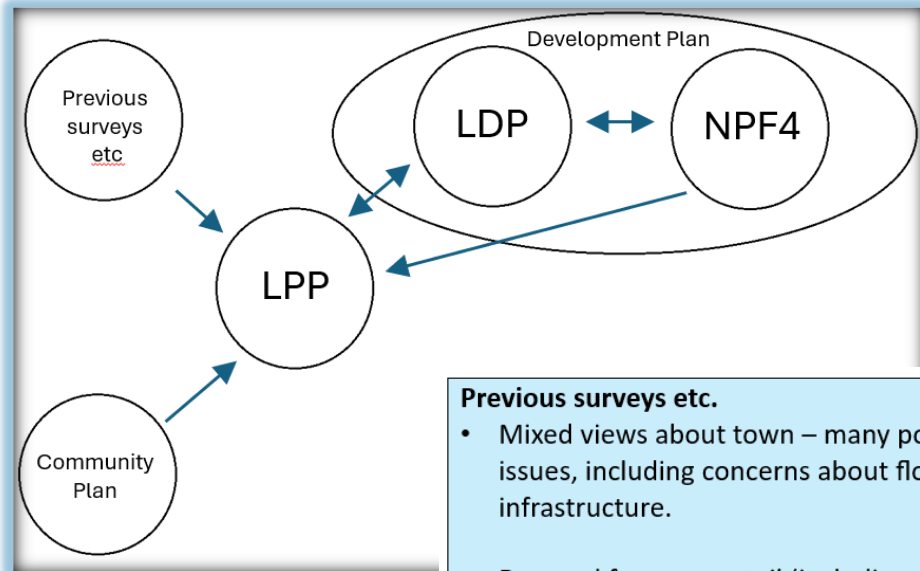 Development Plan
Previous
surveys
etc
LDP
NPF4
LPP
Community
Plan
Previous surveys etc.
• Mixed views about town – many
issues, including concerns about
infrastructure.